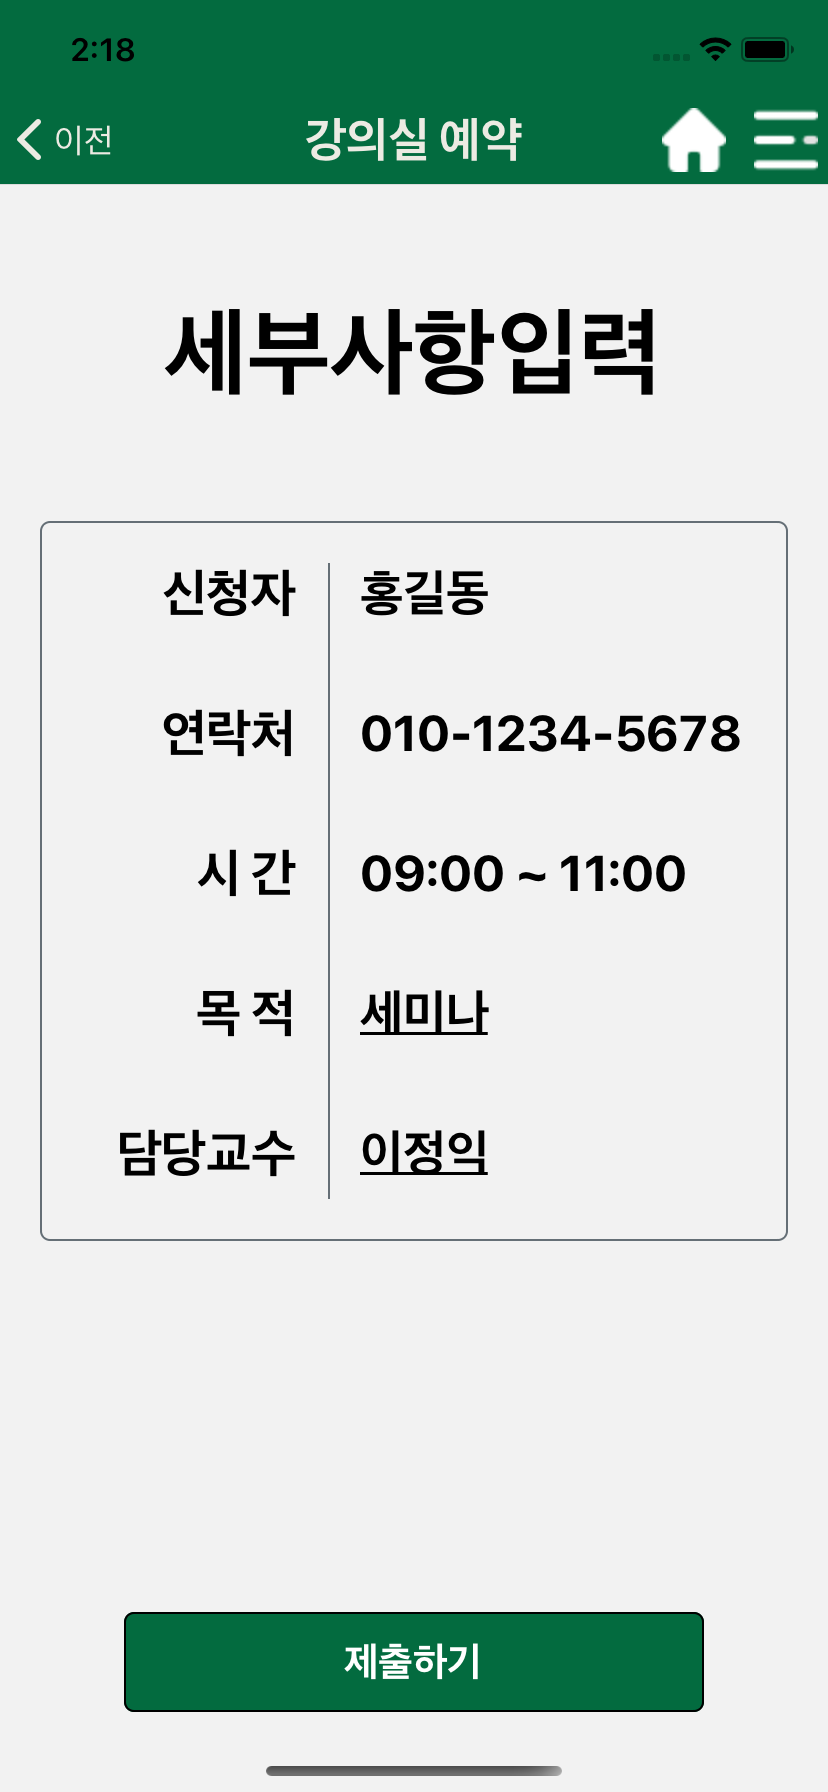 2:18
이전
강의실 예약
세부사항입력
신청자 홍길동
연락처 010-1234-5678
시 간 09:00 ~ 11:00
목 적 세미나
담당교수 이정익
제출하기